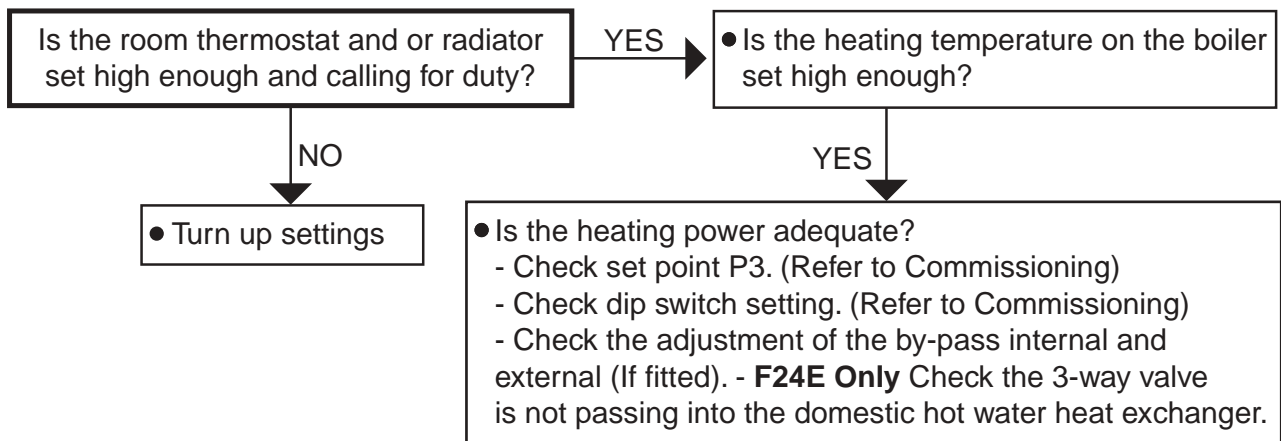 Is the room thermostat and or radiator
set high enough and calling for duty?
YES
● Is the heating temperature on the boiler
set high enough?
NO
YES
● Turn up settings
● Is the heating power adequate?
- Check set point P3. (Refer to Commissioning)
- Check dip switch setting. (Refer to Commissioning)
- Check the adjustment of the by-pass internal and
external (If fitted). - F24E Only Check the 3-way valve
is not passing into the domestic hot water heat exchanger.